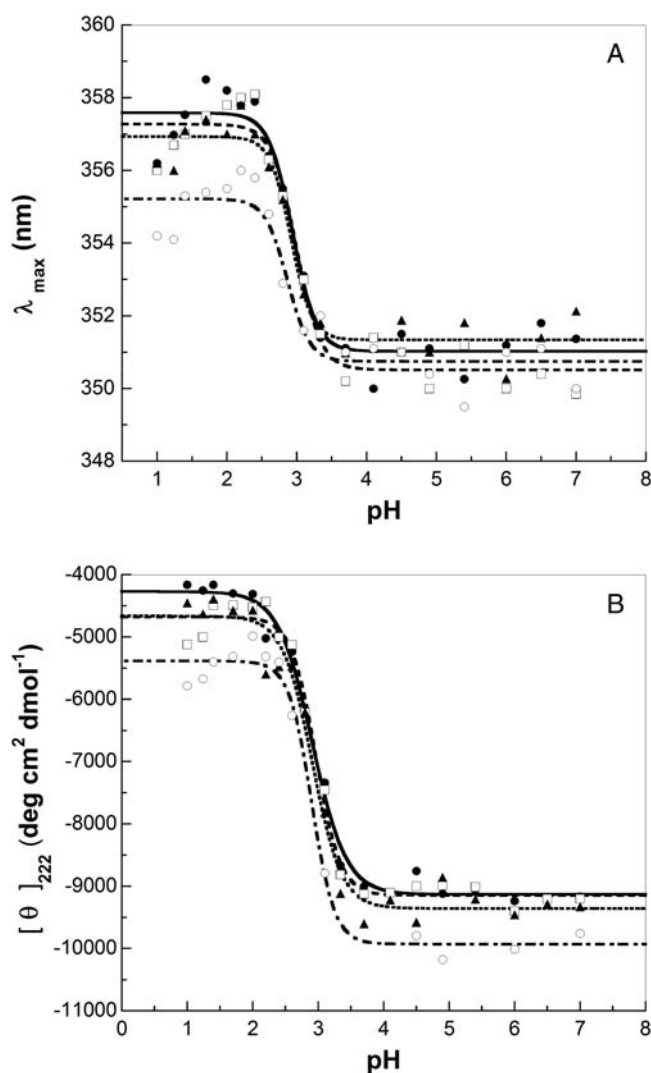 A
360
358
356
354
352
350
348
λ max (nm)
1 2 3 4 5 6 7 8
pH
B
-4000
-5000
-6000
-7000
-8000
-9000
-10000
-11000
[ θ ]222 (deg cm2 dmol-1)
0 1 2 3 4 5 6 7 8
pH